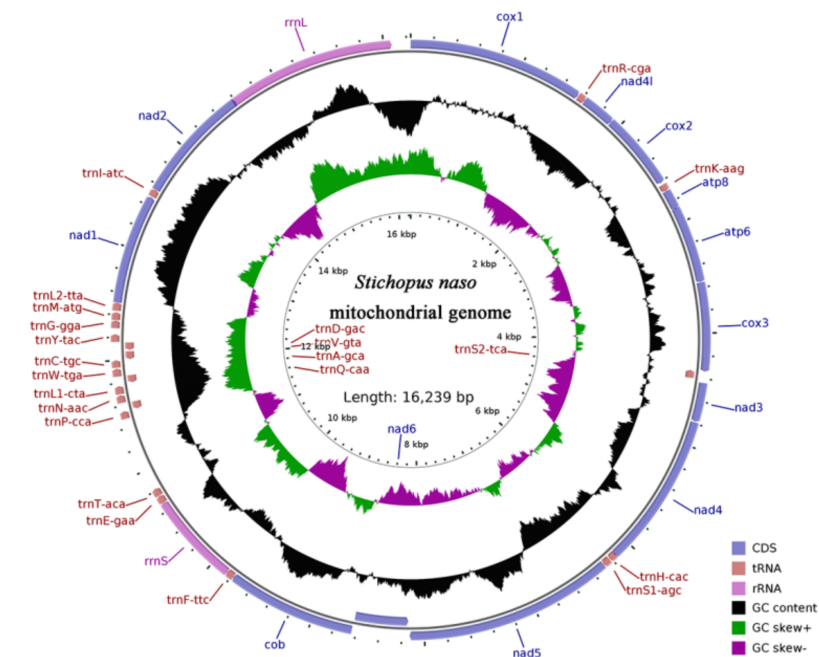 cox1
rrnL
trnR-cga
nad4l
nad2
cox2
trnI-atc
trnK-aag
atp8
nad1
atp6
16 kbp
2 kbp
14 kbp
Stichopus naso
mitochondrial genome
trnL2-tta
trnM-atg
trnG-gga
trnY-tac
cox3
trnD-gac
12 kbp
trnV-gta
4 kbp
trnA-gca
trnS2-tca
trnQ-caa
trnC-tgc
trnW-tga
trnL1-cta
trnN-aac
trnP-cca
Length: 16,239 bp
nad3
10 kbp
6 kbp
nad6
8 kbp
trnT-aca
trnE-gaa
nad4
rrnS
trnH-cac
trnS1-agc
trnF-ttc
cob
nad5
CDS
tRNA
rRNA
GC content
GC skew+
GC skew-